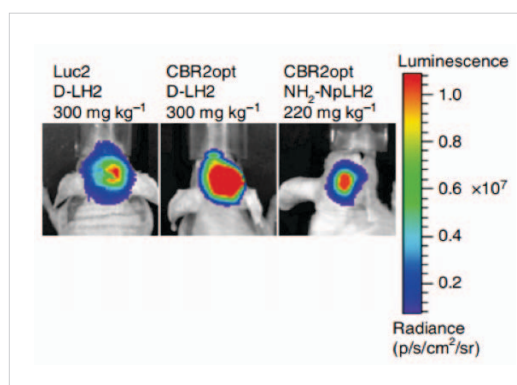 Luc2
D-LH2
300 mg kg⁻¹
CBR2opt
D-LH2
300 mg kg⁻¹
CBR2opt
NH₂-NpLH2
220 mg kg⁻¹
Luminescence
1.0
0.8
0.6
×10⁷
0.4
0.2
Radiance
(p/s/cm²/sr)